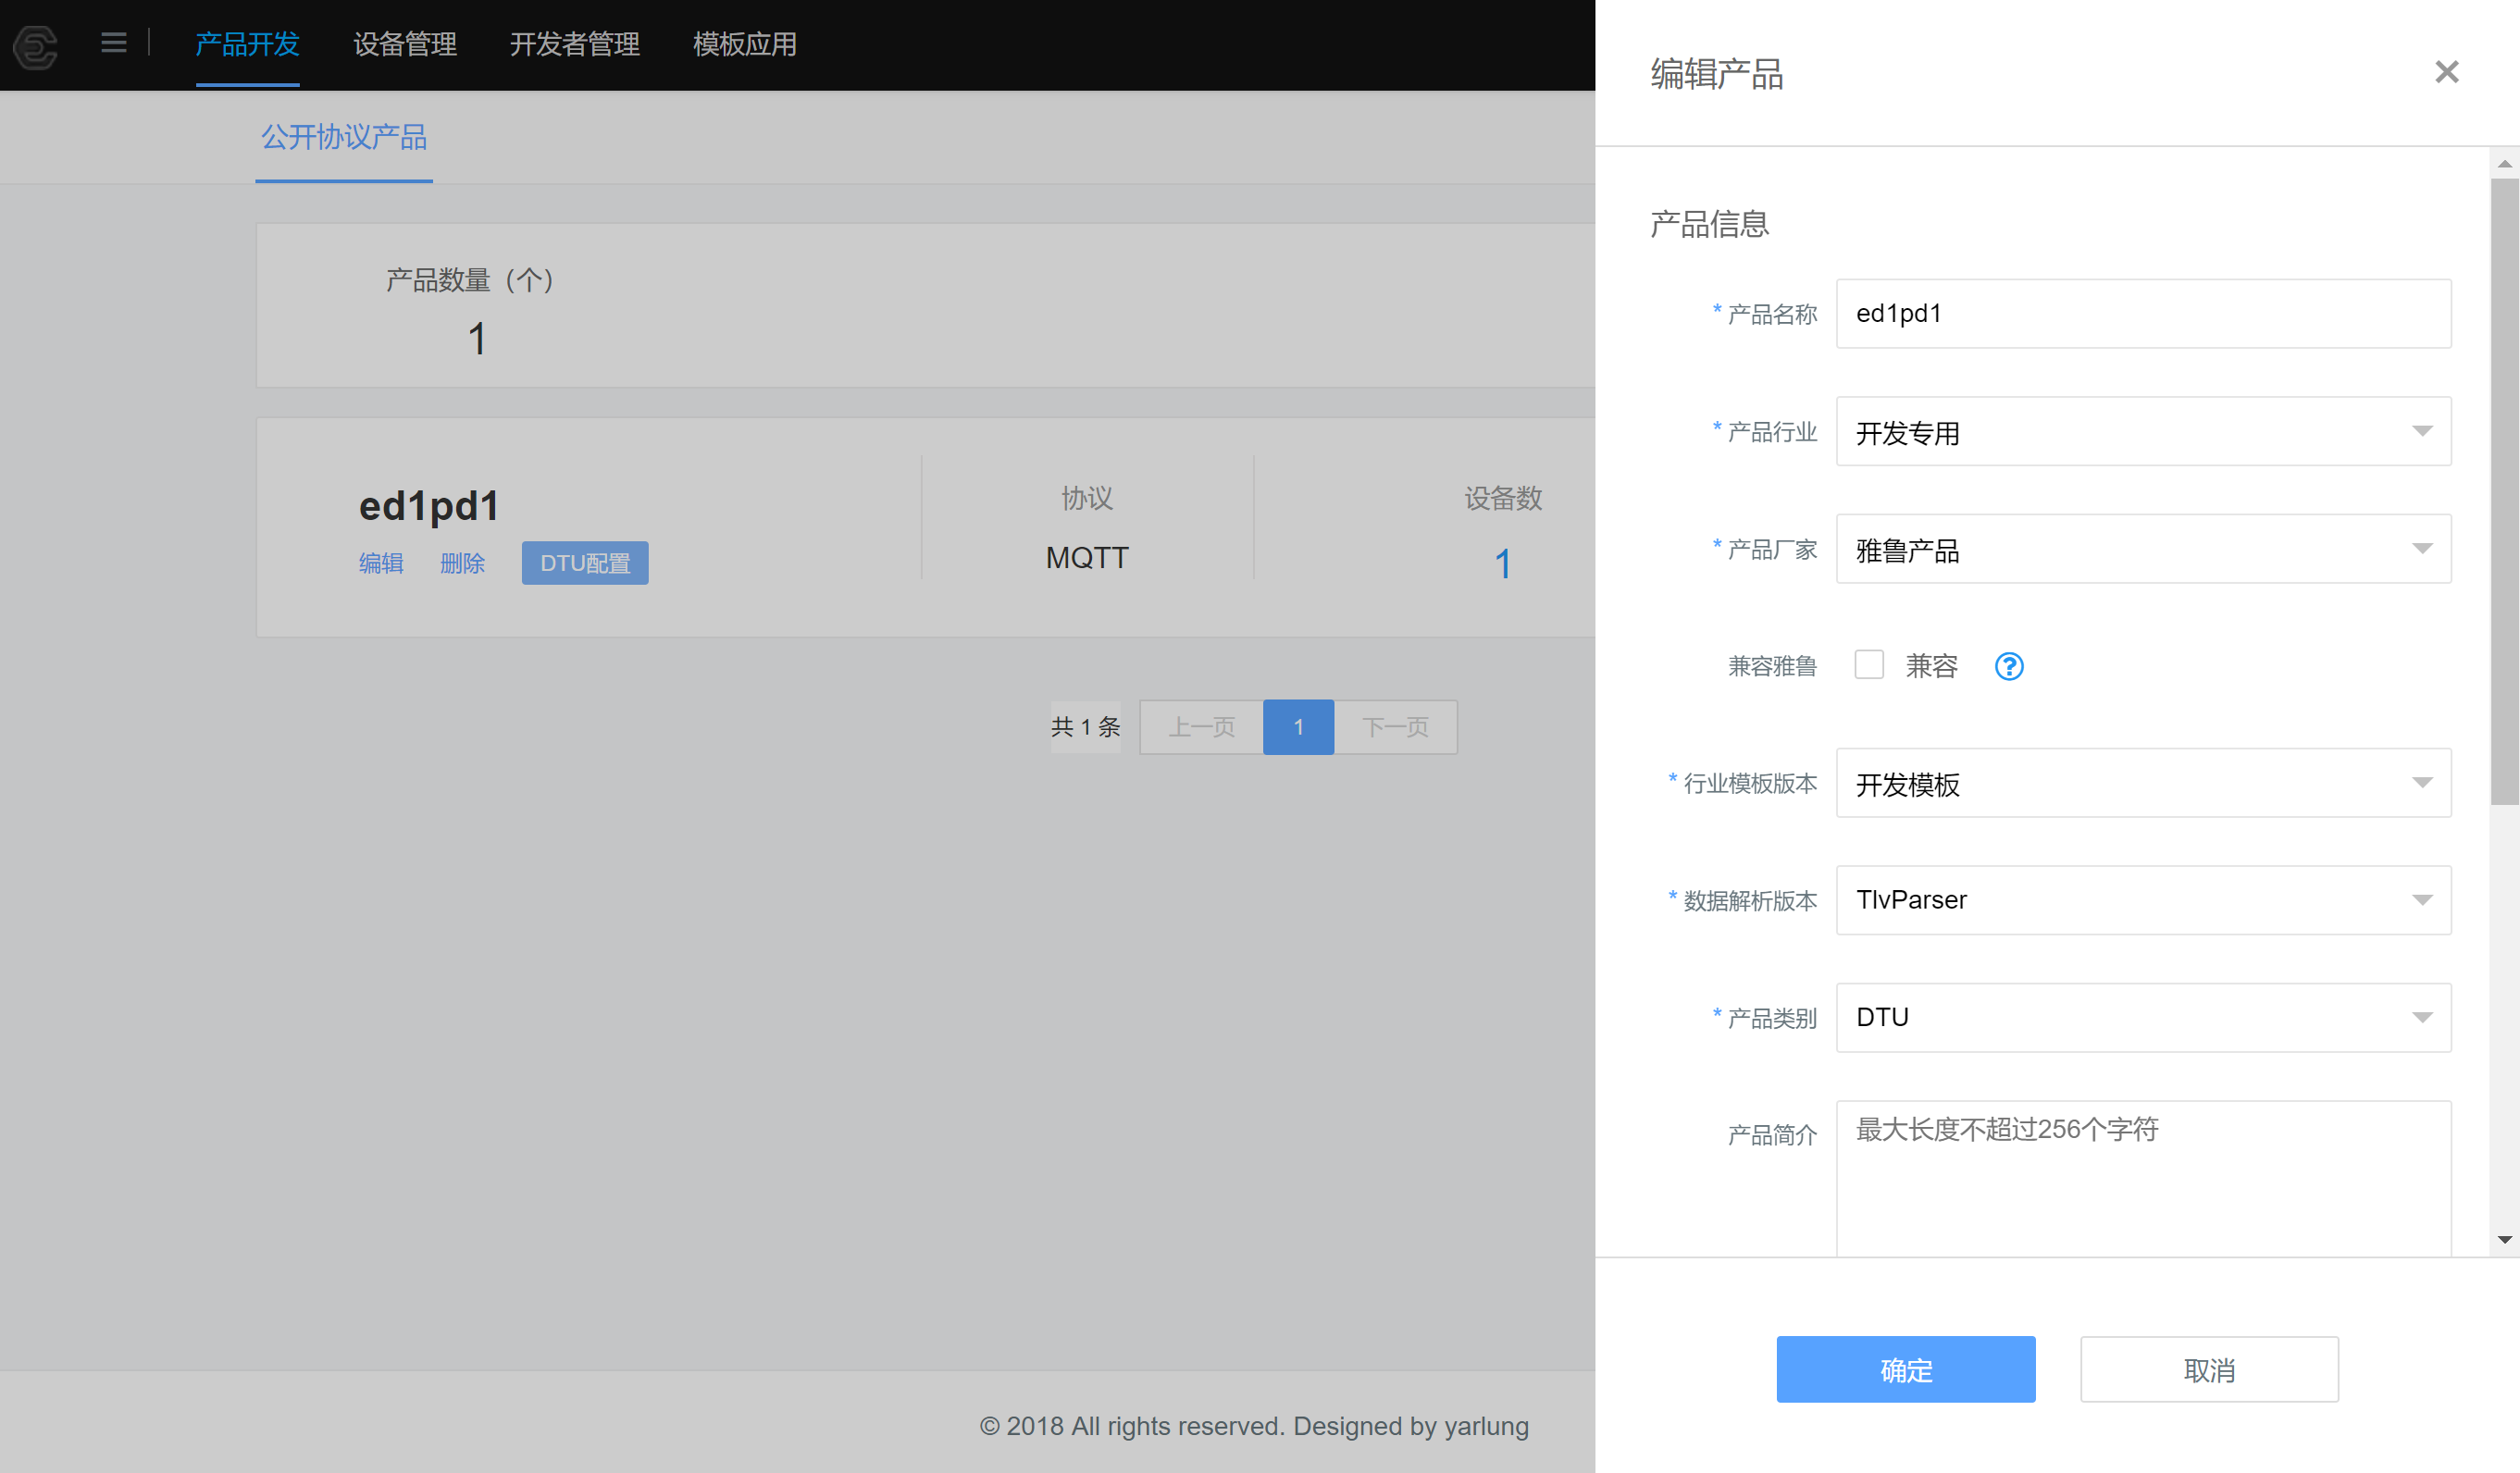 产品开发 设备管理 开发者管理 模板应用
公开协议产品
产品数量（个）
1
ed1pd1
编辑 删除 DTU配置
协议
MQTT
设备数
1
共 1 条 上一页 1 下一页
© 2018 All rights reserved. Designed by yarlung
编辑产品
产品信息
* 产品名称 ed1pd1
* 产品行业 开发专用
* 产品厂家 雅鲁产品
兼容雅鲁 兼容
* 行业模板版本 开发模板
* 数据解析版本 TlvParser
* 产品类别 DTU
产品简介 最大长度不超过256个字符
确定 取消